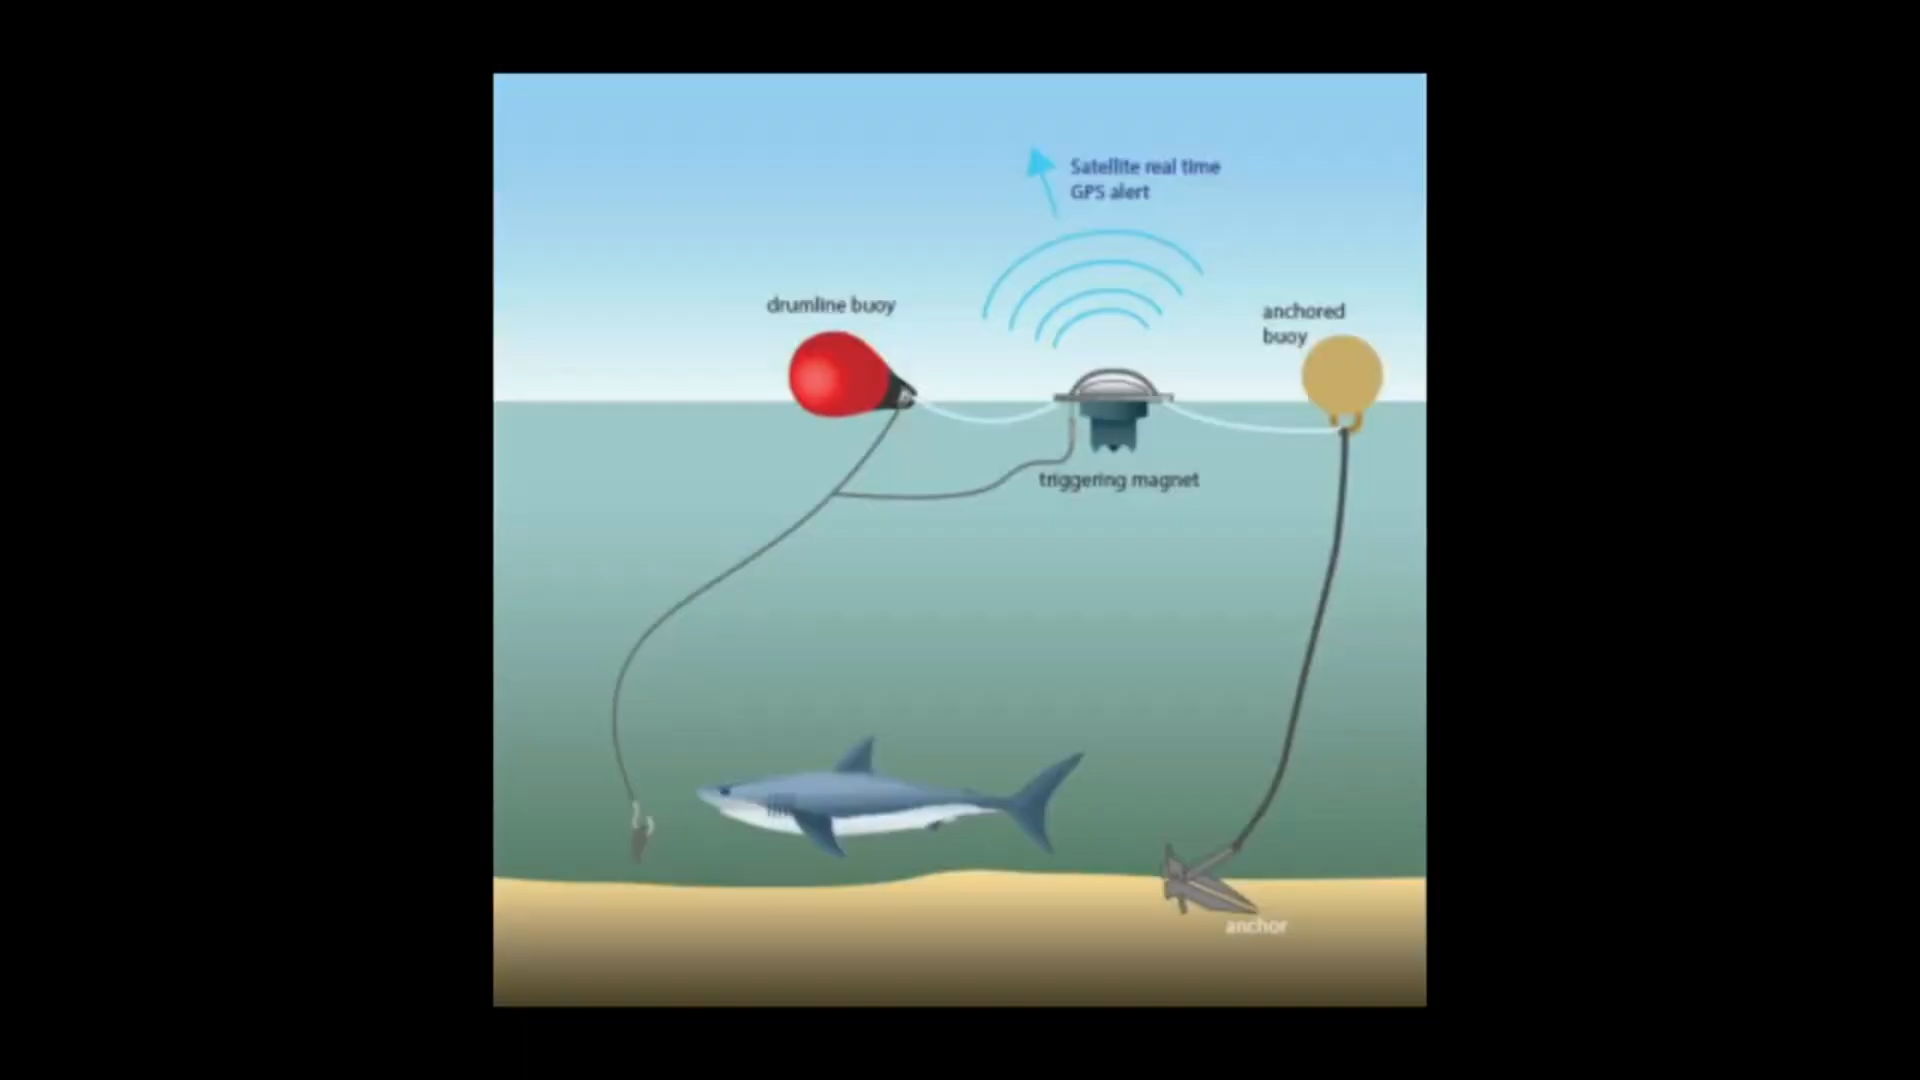 Satellite real time
GPS alert
drumline buoy
anchored
buoy
triggering magnet
anchor